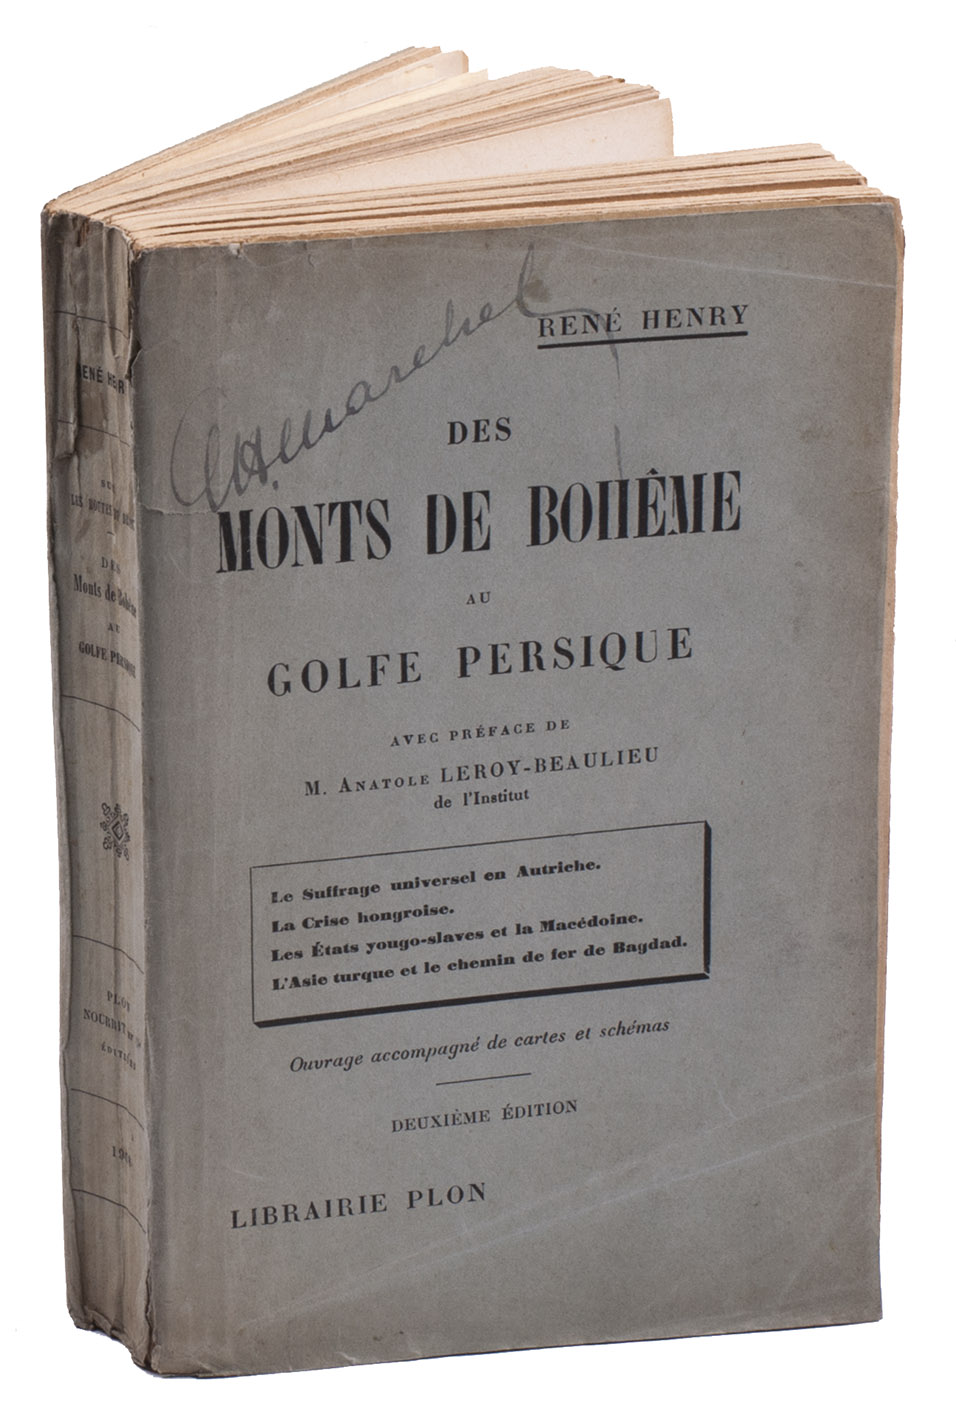 RENÉ HENRY
DES
MONTS DE BOHÊME
AU
GOLFE PERSIQUE
AVEC PRÉFACE DE
M. ANATOLE LEROY-BEAULIEU
de l'Institut
Le Suffrage universel en Autriche.
La Crise hongroise.
Les États yougo-slaves et la Macédoine.
L'Asie turque et le chemin de fer de Bagdad.
Ouvrage accompagné de cartes et schémas
DEUXIÈME ÉDITION
LIBRAIRIE PLON
DES
Monts de Bohême
AU
GOLFE PERSIQUE
PLON
NOURRIT
ÉDITEURS